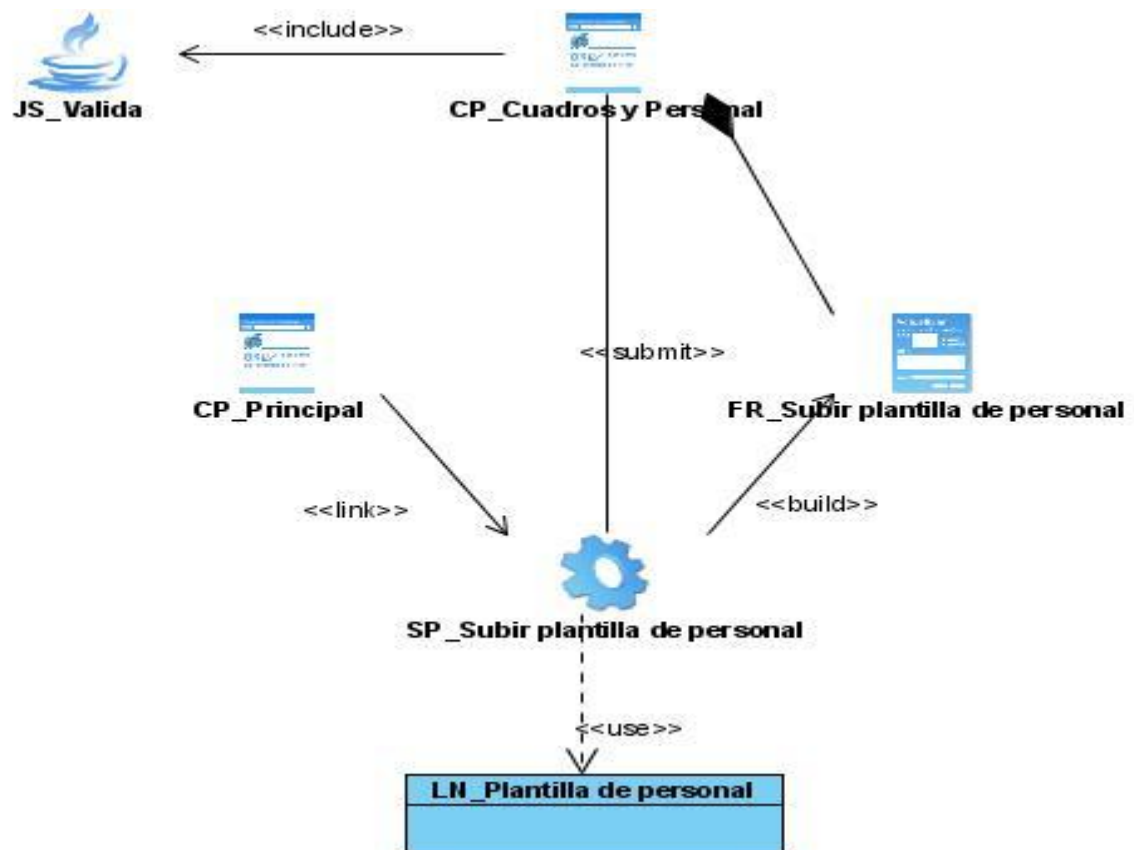 <<include>>
JS_Valida
CP_Cuadros y Personal
<<submit>>
CP_Principal
FR_Subir plantilla de personal
<<link>>
<<build>>
SP_Subir plantilla de personal
<<use>>
LN_Plantilla de personal